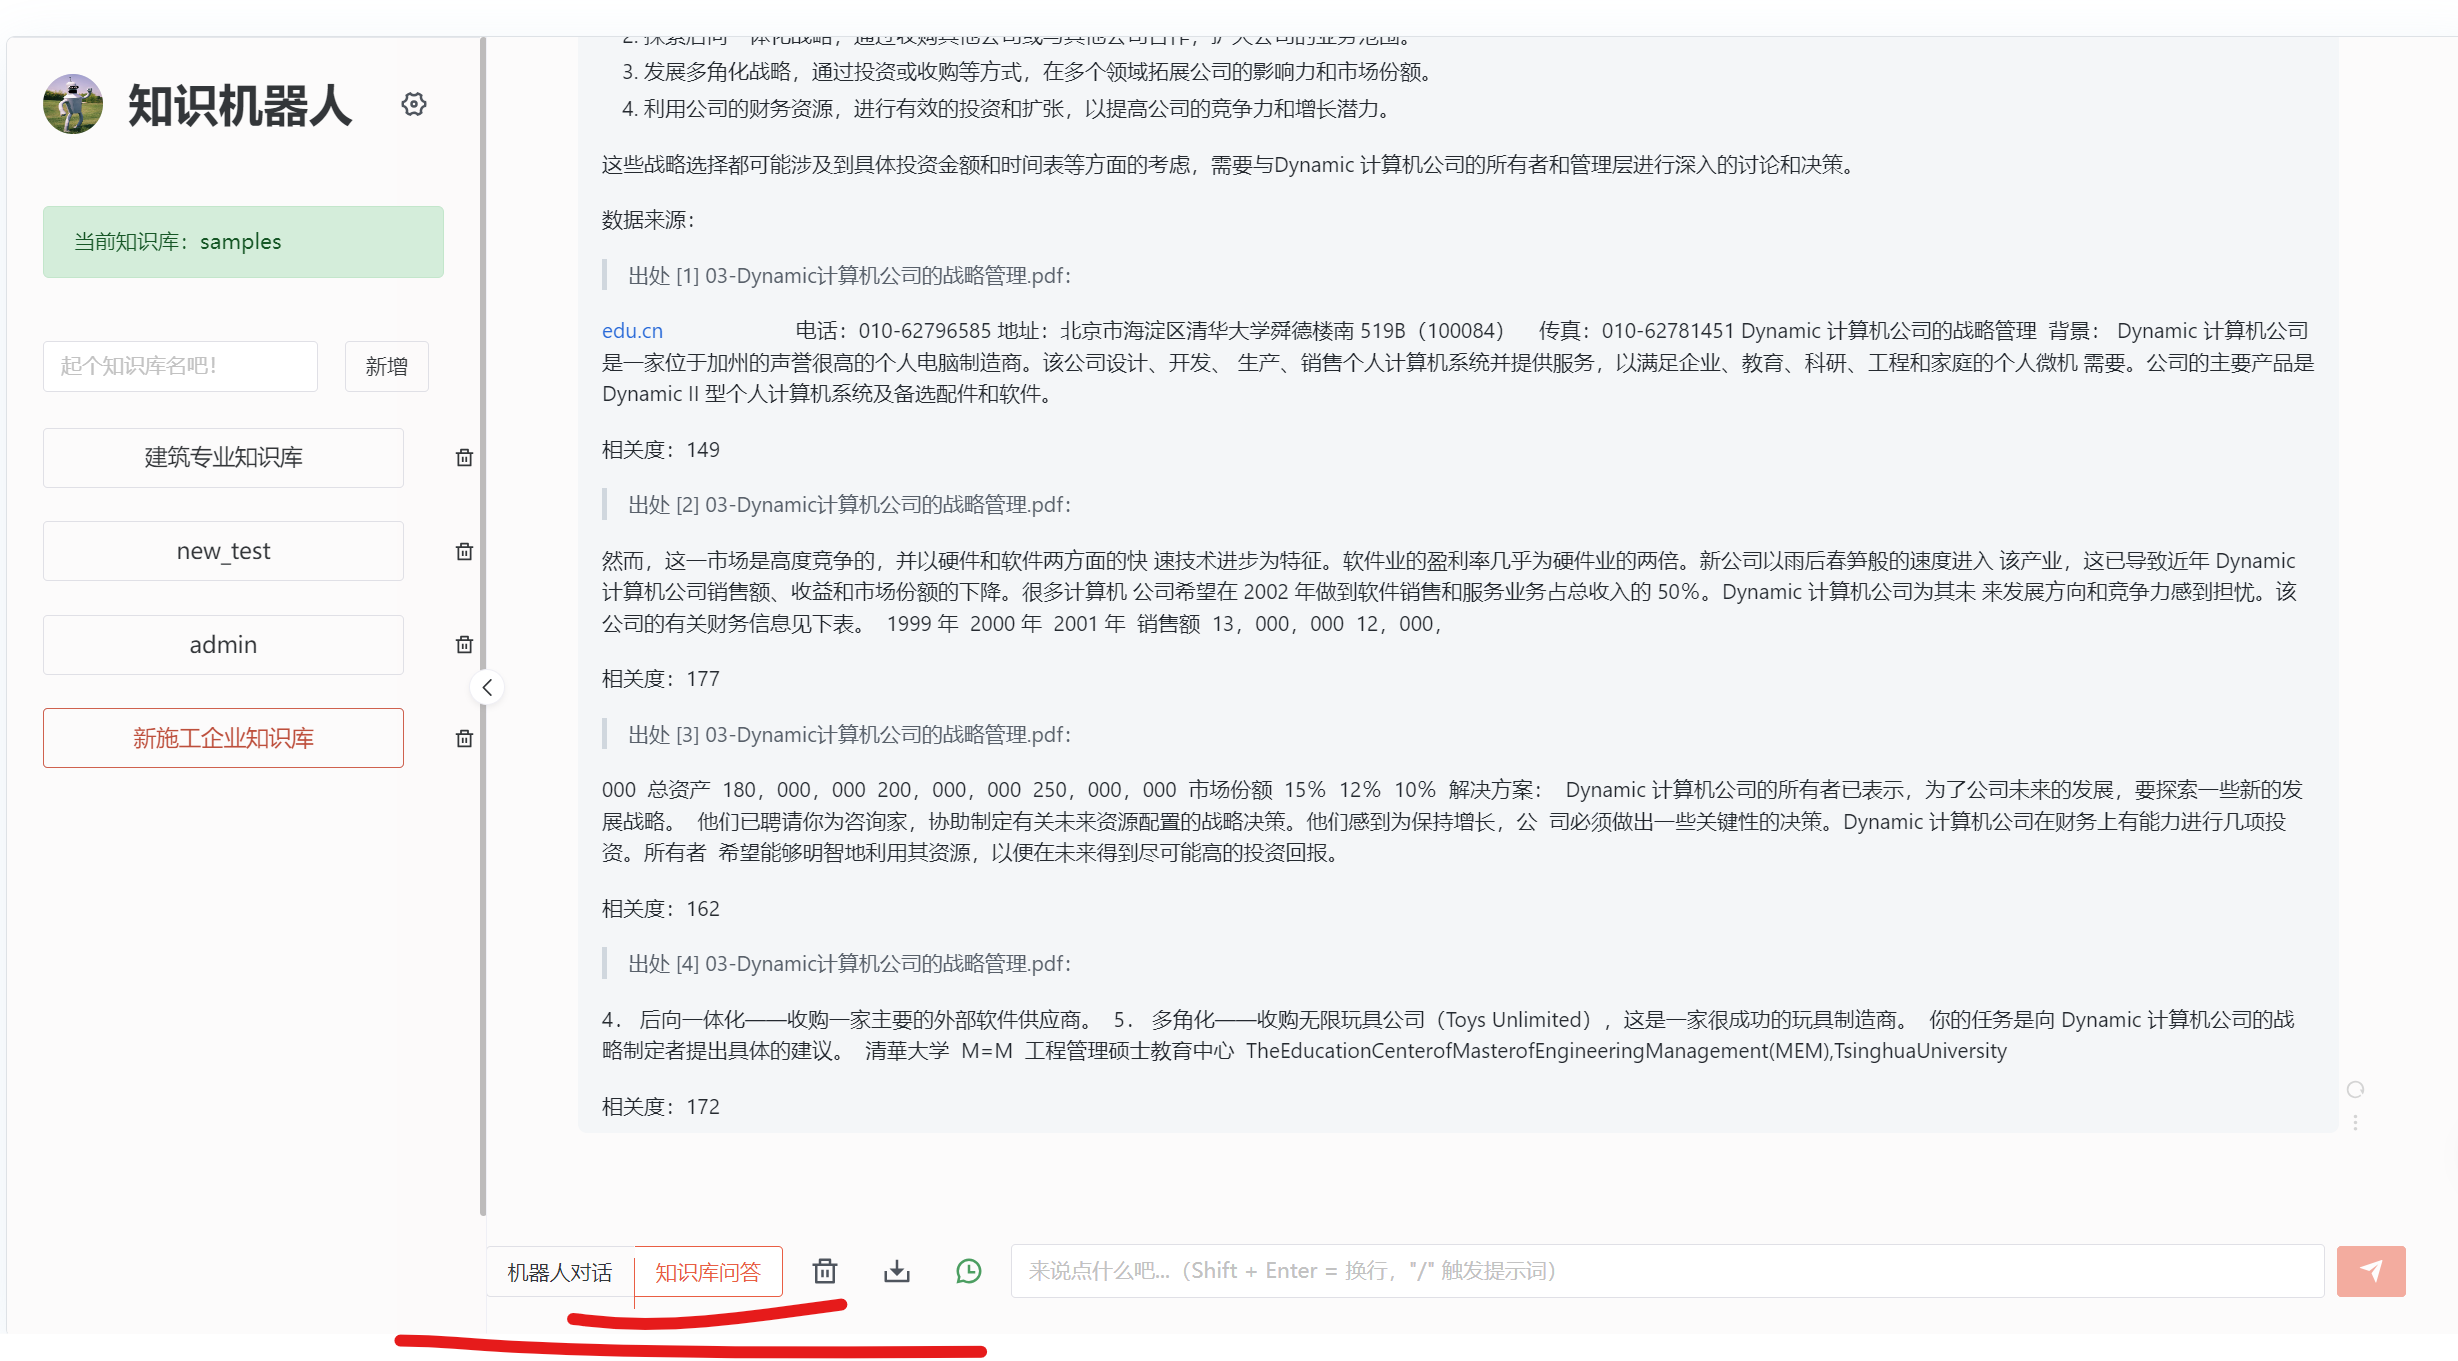 知识机器人
当前知识库：samples
起个知识库名吧！
新增
建筑专业知识库
new_test
admin
新施工企业知识库
2. 探索后向一体化战略，通过收购其他公司或与其他公司合作，扩大公司的业务范围。
3. 发展多角化战略，通过投资或收购等方式，在多个领域拓展公司的影响力和市场份额。
4. 利用公司的财务资源，进行有效的投资和扩张，以提高公司的竞争力和增长潜力。
这些战略选择都可能涉及到具体投资金额和时间表等方面的考虑，需要与Dynamic 计算机公司的所有者和管理层进行深入的讨论和决策。
数据来源：
出处 [1] 03-Dynamic计算机公司的战略管理.pdf：
edu.cn 电话：010-62796585 地址：北京市海淀区清华大学舜德楼南 519B（100084） 传真：010-62781451 Dynamic 计算机公司的战略管理 背景： Dynamic 计算机公司
是一家位于加州的声誉很高的个人电脑制造商。该公司设计、开发、 生产、销售个人计算机系统并提供服务，以满足企业、教育、科研、工程和家庭的个人微机 需要。公司的主要产品是
Dynamic II 型个人计算机系统及备选配件和软件。
相关度：149
出处 [2] 03-Dynamic计算机公司的战略管理.pdf：
然而，这一市场是高度竞争的，并以硬件和软件两方面的快 速技术进步为特征。软件业的盈利率几乎为硬件业的两倍。新公司以雨后春笋般的速度进入 该产业，这已导致近年 Dynamic
计算机公司销售额、收益和市场份额的下降。很多计算机 公司希望在 2002 年做到软件销售和服务业务占总收入的 50%。Dynamic 计算机公司为其未 来发展方向和竞争力感到担忧。该
公司的有关财务信息见下表。 1999 年 2000 年 2001 年 销售额 13，000，000 12，000，
相关度：177
出处 [3] 03-Dynamic计算机公司的战略管理.pdf：
000 总资产 180，000，000 200，000，000 250，000，000 市场份额 15% 12% 10% 解决方案： Dynamic 计算机公司的所有者已表示，为了公司未来的发展，要探索一些新的发
展战略。 他们已聘请你为咨询家，协助制定有关未来资源配置的战略决策。他们感到为保持增长，公 司必须做出一些关键性的决策。Dynamic 计算机公司在财务上有能力进行几项投
资。所有者 希望能够明智地利用其资源，以便在未来得到尽可能高的投资回报。
相关度：162
出处 [4] 03-Dynamic计算机公司的战略管理.pdf：
4． 后向一体化——收购一家主要的外部软件供应商。 5． 多角化——收购无限玩具公司（Toys Unlimited），这是一家很成功的玩具制造商。 你的任务是向 Dynamic 计算机公司的战
略制定者提出具体的建议。 清華大学 M=M 工程管理硕士教育中心 TheEducationCenterofMasterofEngineeringManagement(MEM),TsinghuaUniversity
相关度：172
机器人对话
知识库问答
来说点什么吧...（Shift + Enter = 换行，"/" 触发提示词）